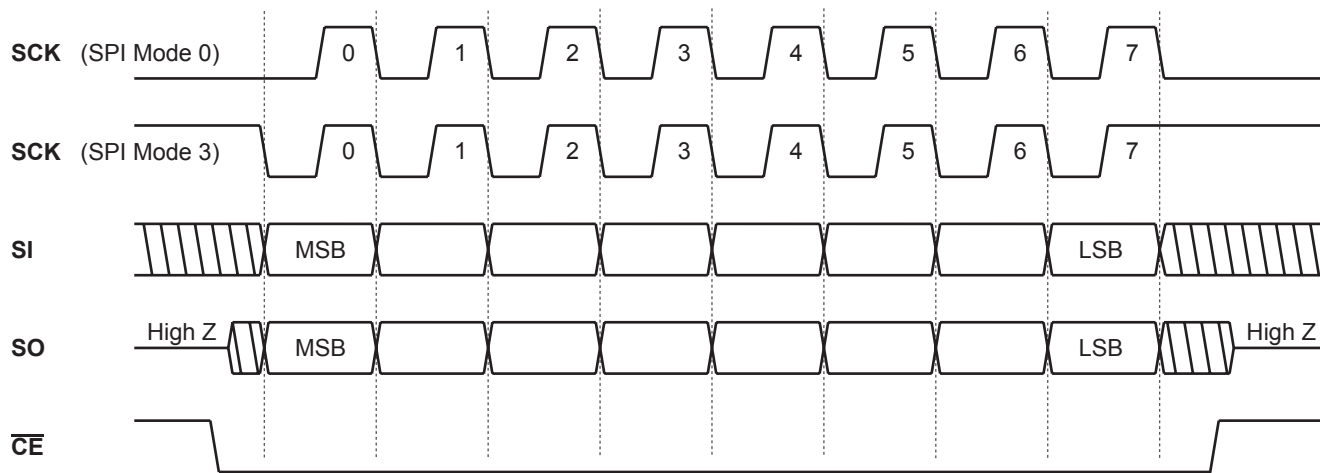 SCK (SPI Mode 0) 0 1 2 3 4 5 6 7
SCK (SPI Mode 3) 0 1 2 3 4 5 6 7
SI MSB LSB
High Z High Z
SO MSB LSB
CE